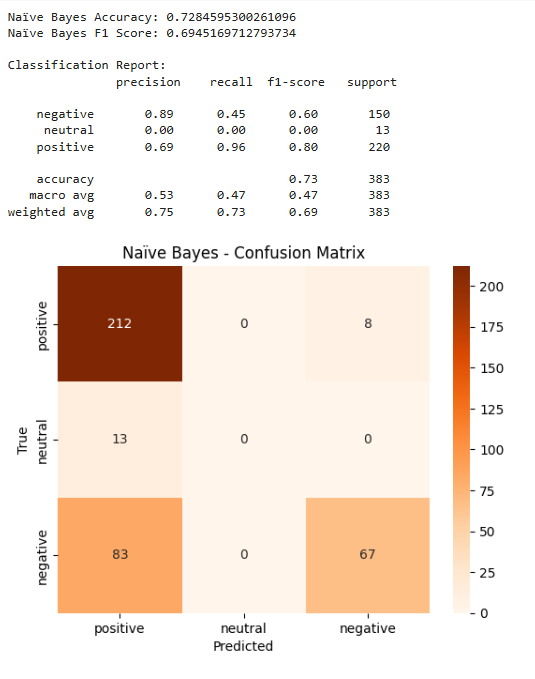 Naïve Bayes Accuracy: 0.7284595300261096
Naïve Bayes F1 Score: 0.6945169712793734
Classification Report:
precision recall f1-score support
negative 0.89 0.45 0.60 150
neutral 0.00 0.00 0.00 13
positive 0.69 0.96 0.80 220
accuracy 0.73 383
macro avg 0.53 0.47 0.47 383
weighted avg 0.75 0.73 0.69 383
Naïve Bayes - Confusion Matrix
positive 212 0 8
neutral 13 0 0
negative 83 0 67
True
positive neutral negative
Predicted
200
175
150
125
100
75
50
25
0